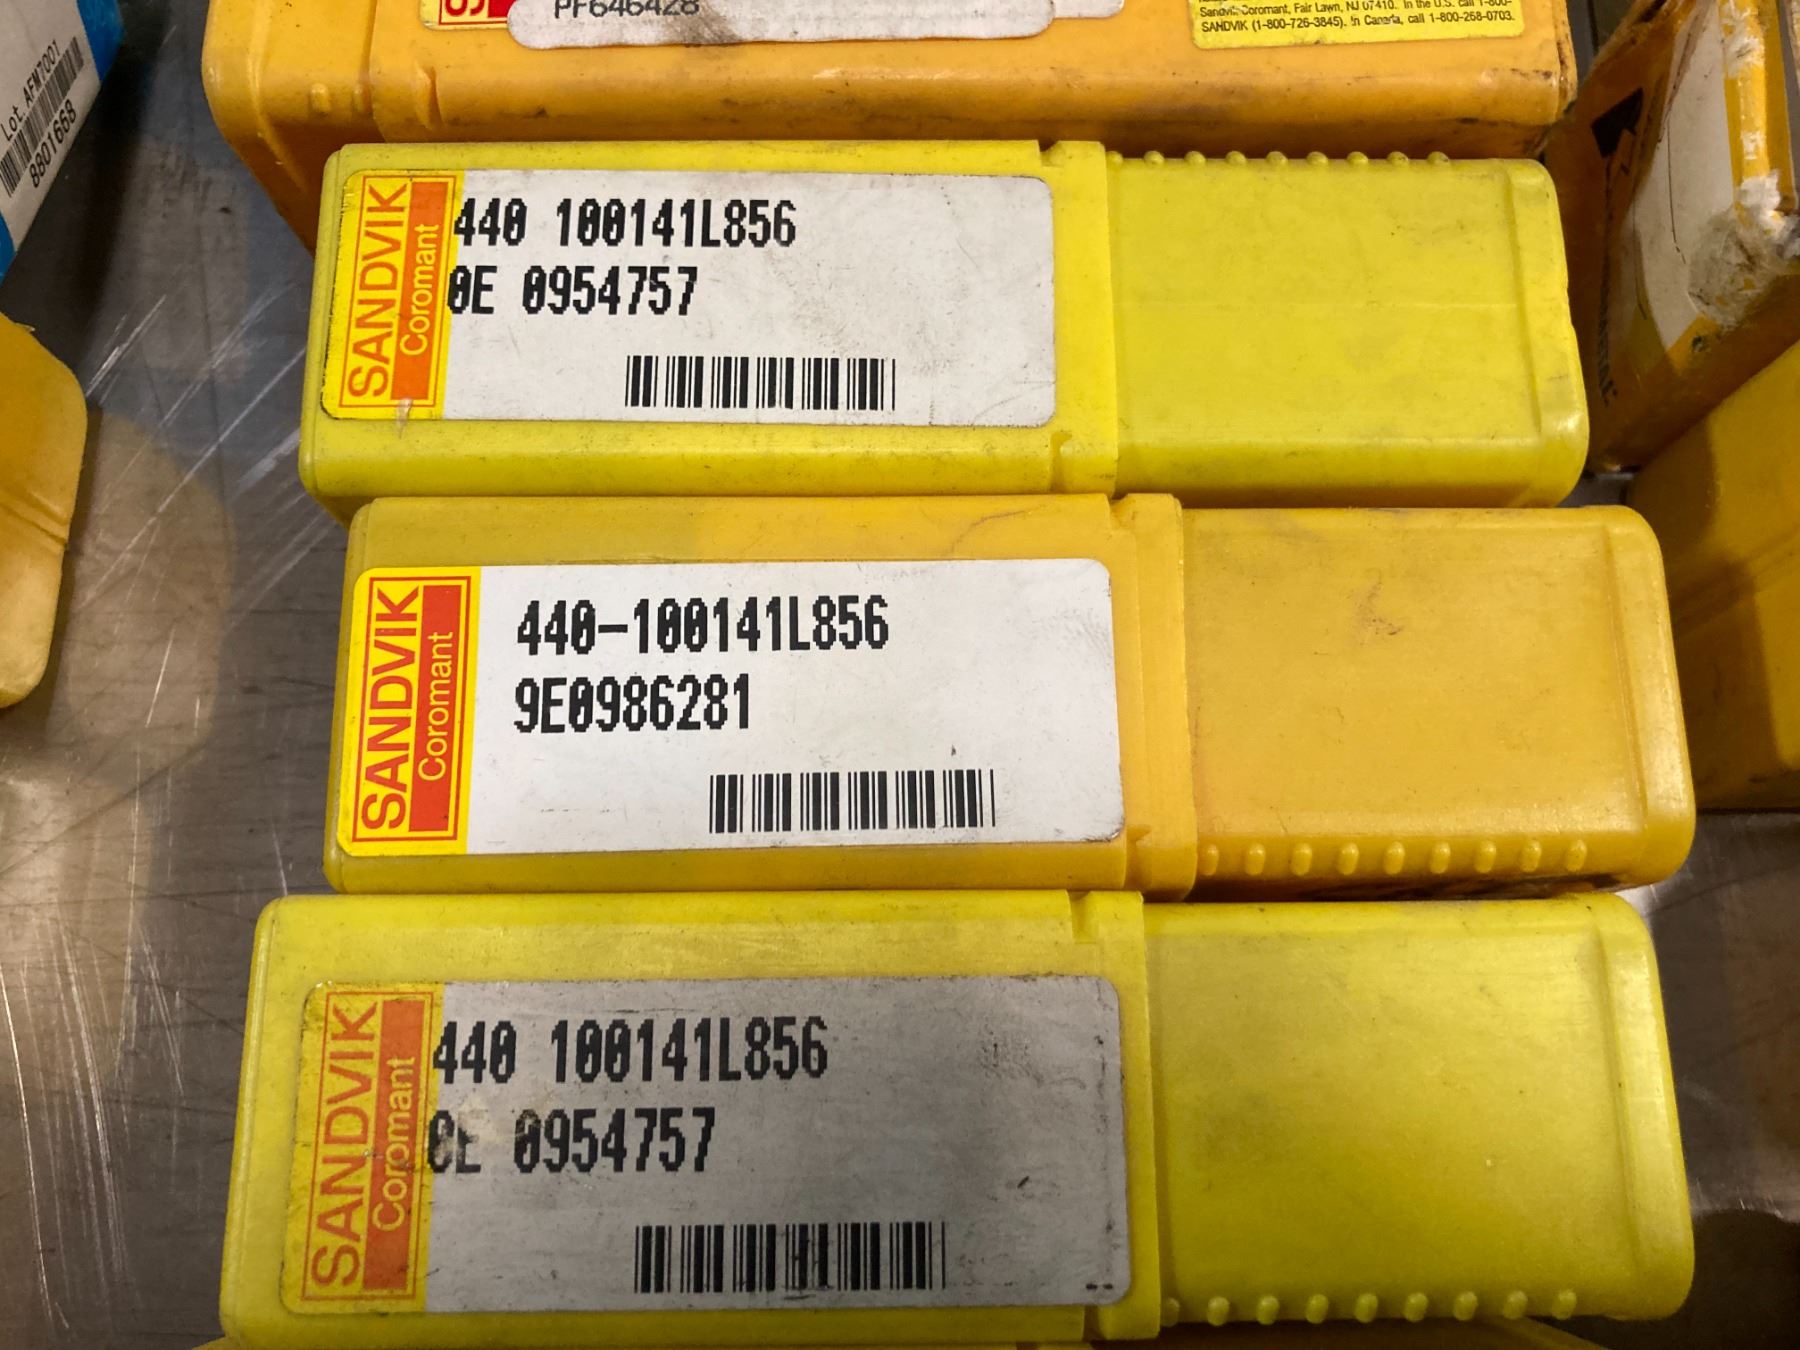 PF646428
Sandvik Coromant, Fair Lawn, NJ 07410. In the U.S. call 1-800-
SANDVIK (1-800-726-3845). In Canada, call 1-800-268-0703.
Lot AFM7001
8801668
SANDVIK
Coromant
440 100141L856
0E 0954757
SANDVIK
Coromant
440-100141L856
9E0986281
SANDVIK
Coromant
440 100141L856
0E 0954757